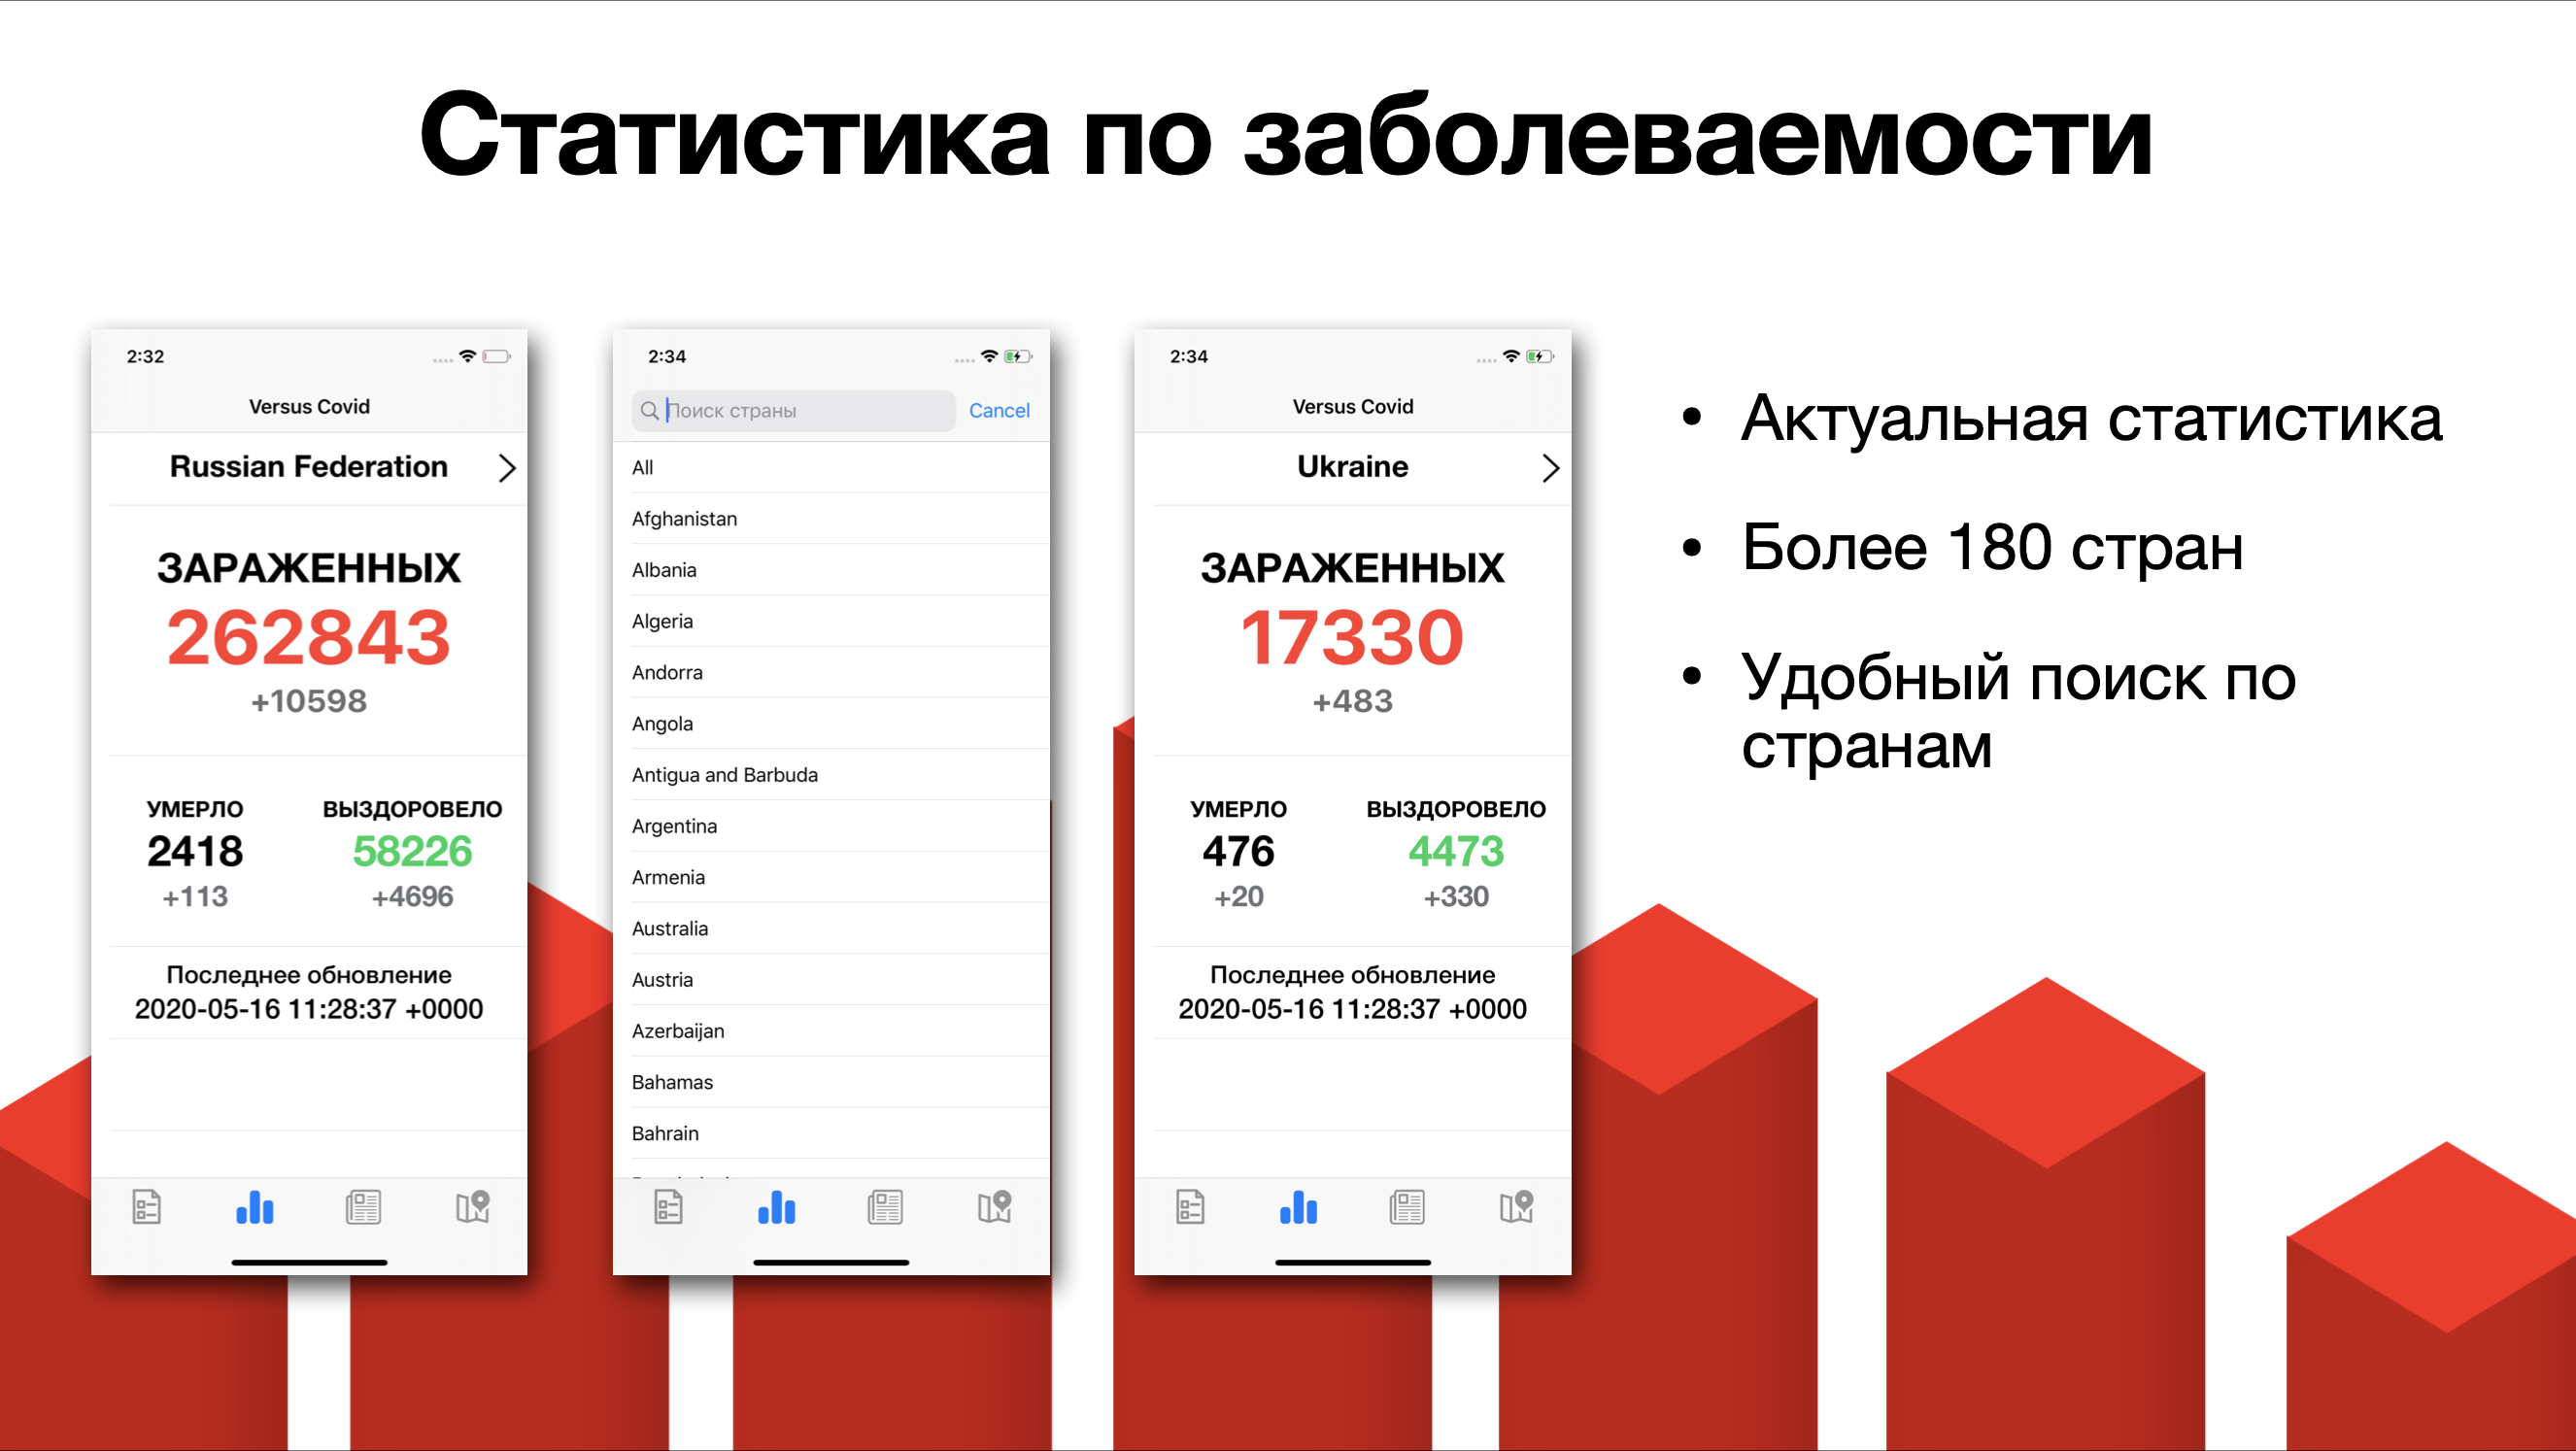 Статистика по заболеваемости
2:32
Versus Covid
Russian Federation
ЗАРАЖЕННЫХ
262843
+10598
УМЕРЛО ВЫЗДОРОВЕЛО
2418 58226
+113 +4696
Последнее обновление
2020-05-16 11:28:37 +0000
2:34
Поиск страны Cancel
All
Afghanistan
Albania
Algeria
Andorra
Angola
Antigua and Barbuda
Argentina
Armenia
Australia
Austria
Azerbaijan
Bahamas
Bahrain
2:34
Versus Covid
Ukraine
ЗАРАЖЕННЫХ
17330
+483
УМЕРЛО ВЫЗДОРОВЕЛО
476 4473
+20 +330
Последнее обновление
2020-05-16 11:28:37 +0000
• Актуальная статистика
• Более 180 стран
• Удобный поиск по
странам